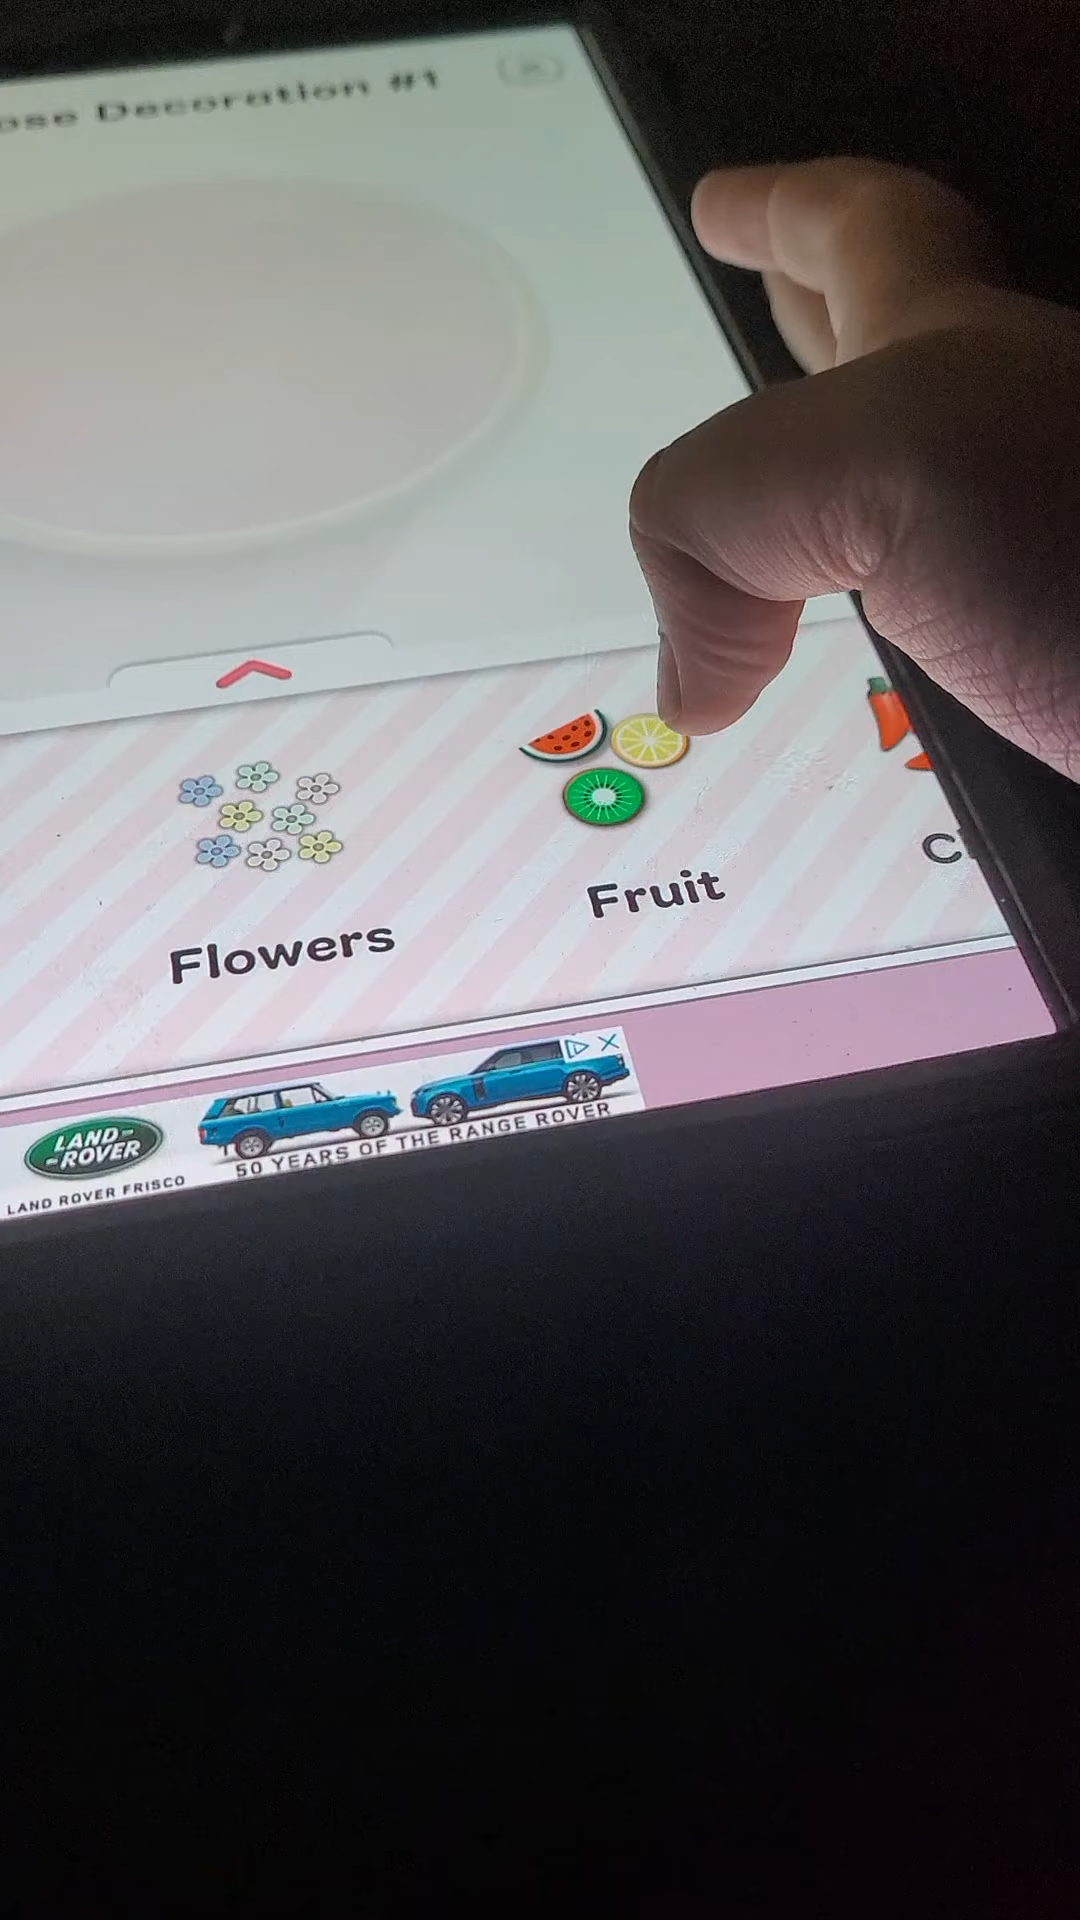 Decoration #1
Flowers
Fruit
LAND-
-ROVER
LAND ROVER FRISCO
50 YEARS OF THE RANGE ROVER